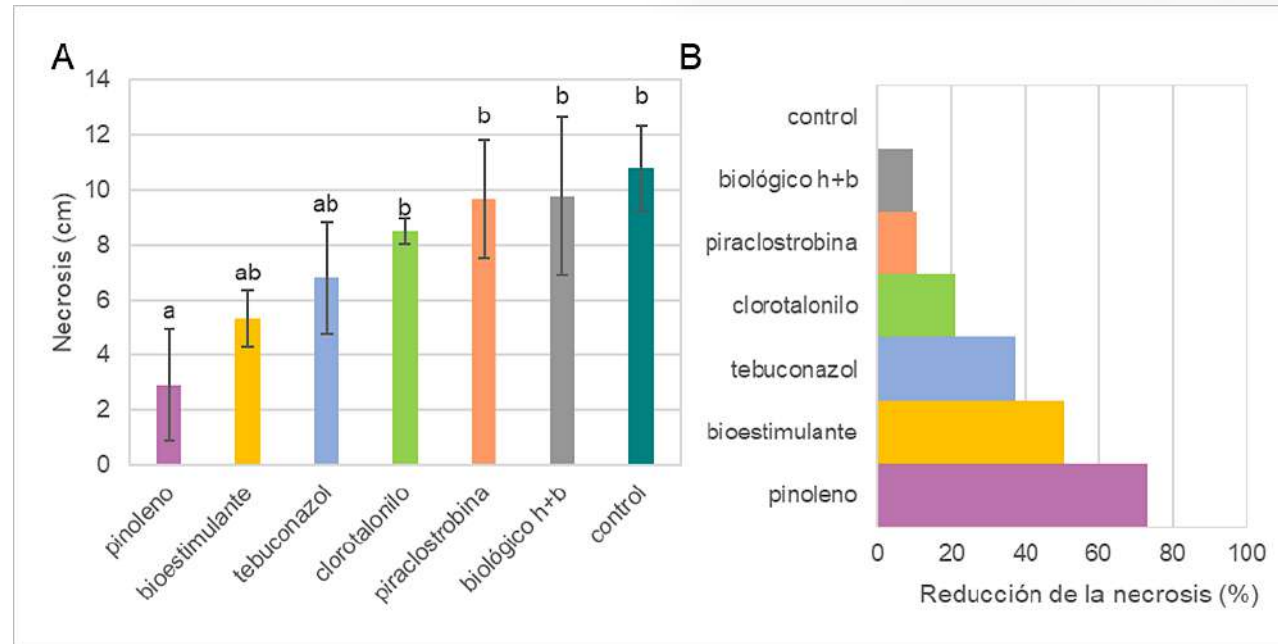 A
14
12
10
8
6
4
2
0
Necrosis (cm)
a
ab
ab
b
b
b
b
pinoleno
bioestimulante
tebuconazol
clorotalonilo
piraclostrobina
biológico h+b
control
B
control
biológico h+b
piraclostrobina
clorotalonilo
tebuconazol
bioestimulante
pinoleno
0 20 40 60 80 100
Reducción de la necrosis (%)